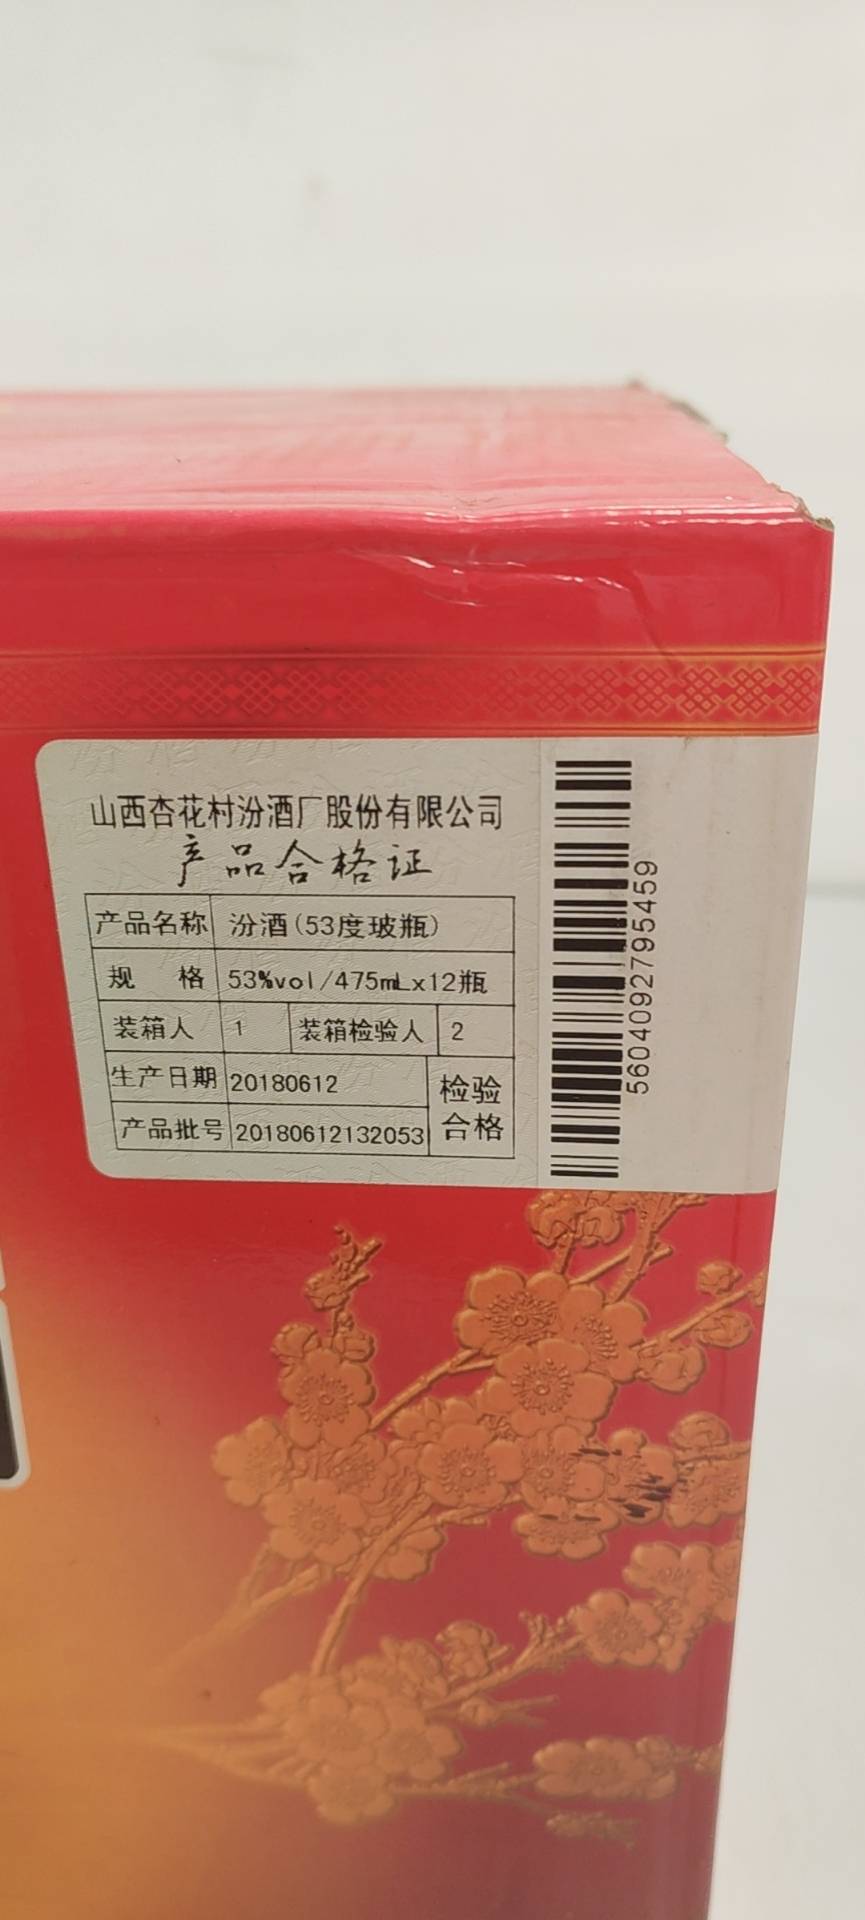 山西杏花村汾酒厂股份有限公司
产品合格证
产品名称 汾酒(53度玻瓶)
规 格 53%vol/475mLx12瓶
装箱人 1 装箱检验人 2
生产日期 20180612 检验
产品批号 20180612132053 合格
5604092795459